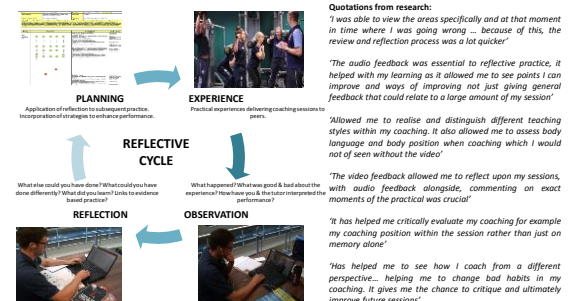 PLANNING
Application of reflection to subsequent practice.
Incorporation of strategies to enhance performance.
EXPERIENCE
Practical experiences delivering coaching sessions to
peers.
REFLECTIVE
CYCLE
What else could you have done? What could you have
done differently? What did you learn? Links to evidence
based practice?
REFLECTION
What happened? What was good & bad about the
experience? How have you & the tutor interpreted the
performance?
OBSERVATION
Quotations from research:
‘I was able to view the areas specifically and at that moment
in time where I was going wrong … because of this, the
review and reflection process was a lot quicker’
‘The audio feedback was essential to reflective practice, it
helped with my learning as it allowed me to see points I can
improve and ways of improving not just giving general
feedback that could relate to a large amount of my session’
‘Allowed me to realise and distinguish different teaching
styles within my coaching. It also allowed me to assess body
language and body position when coaching which I would
not of seen without the video’
‘The video feedback allowed me to reflect upon my sessions,
with audio feedback alongside, commenting on exact
moments of the practical was crucial’
‘It has helped me critically evaluate my coaching for example
my coaching position within the session rather than just on
memory alone’
‘Has helped me to see how I coach from a different
perspective… helping me to change bad habits in my
coaching. It gives me the chance to critique and ultimately
improve future sessions’